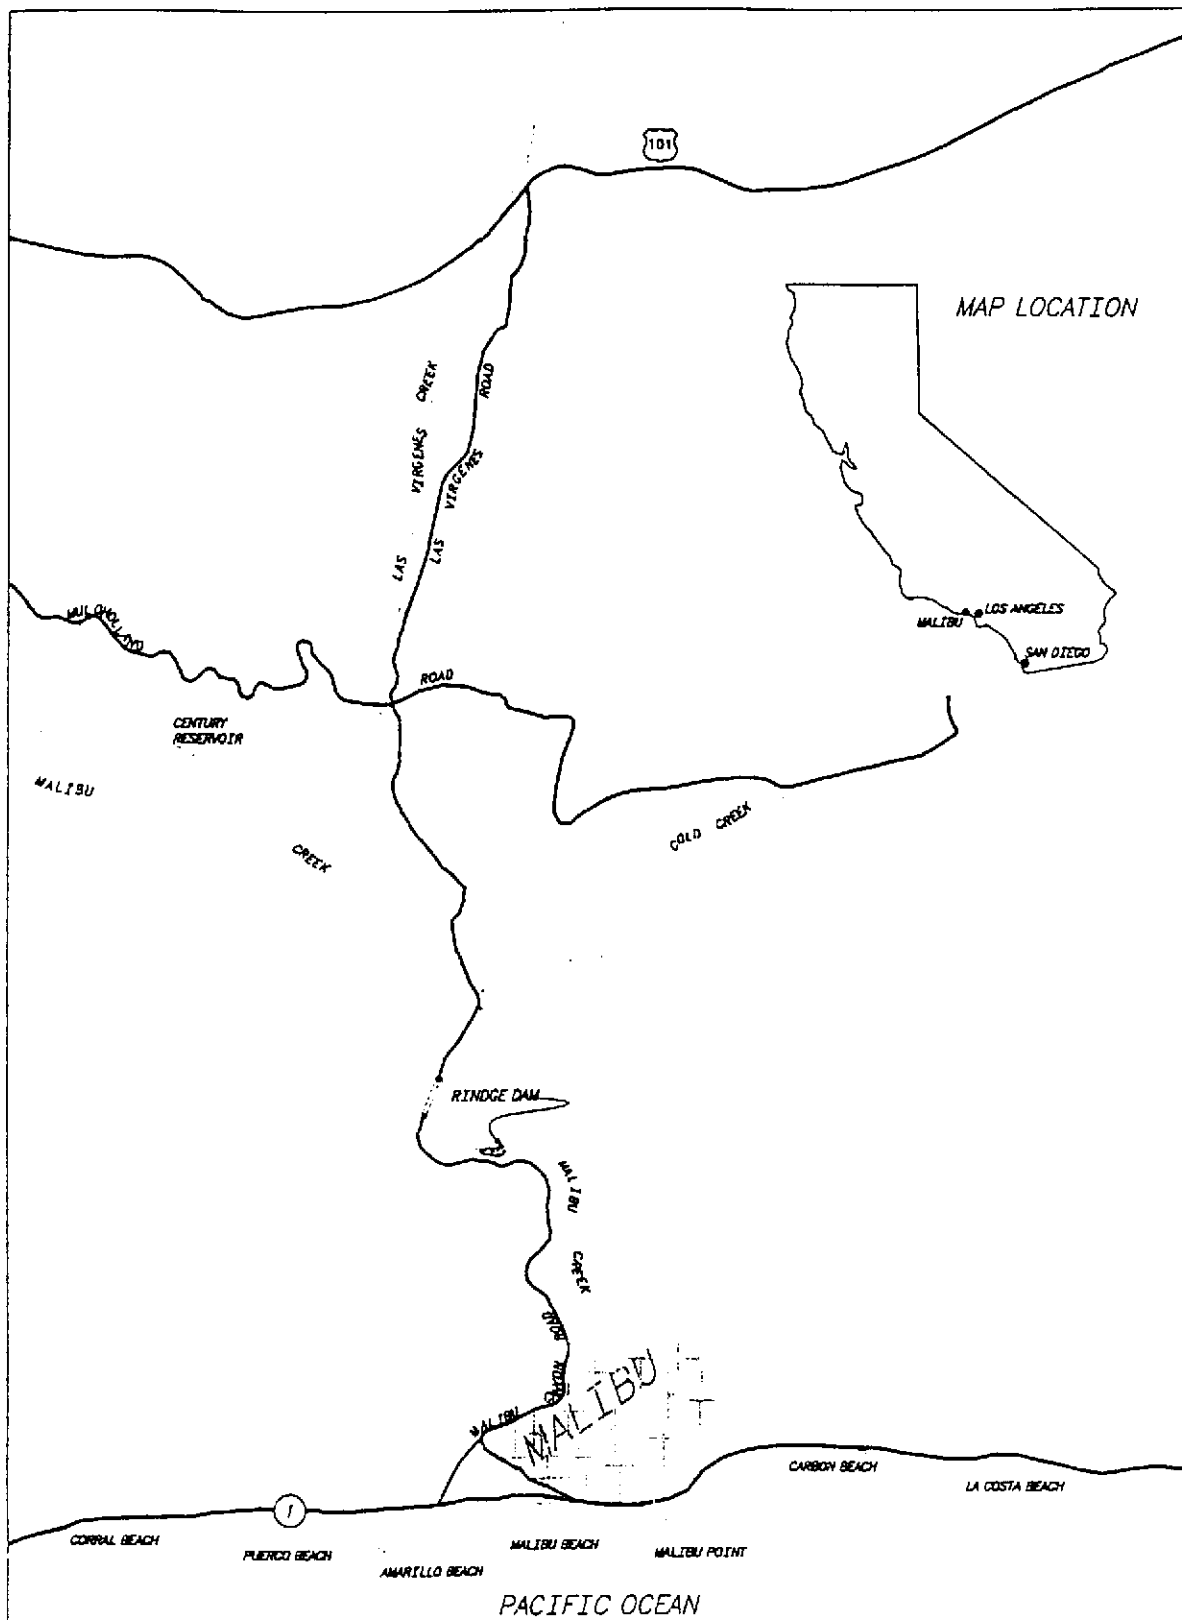 101
MAP LOCATION
LAS VIRGENES CREEK
LAS VIRGENES ROAD
LOS ANGELES
MALIBU
SAN DIEGO
MULHOLLAND ROAD
CENTURY
RESERVOIR
MALIBU CREEK
COLD CREEK
RINDGE DAM
MALIBU CREEK
MALIBU CANYON ROAD
MALIBU
1
CARBON BEACH
LA COSTA BEACH
CORRAL BEACH
PUERCO BEACH
AMARILLO BEACH
MALIBU BEACH
MALIBU POINT
PACIFIC OCEAN